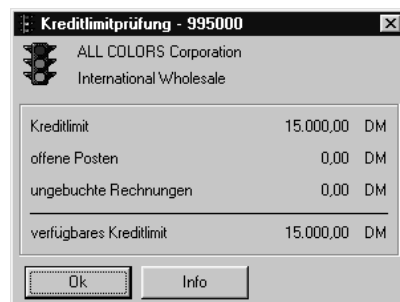 Kreditlimitprüfung - 995000
ALL COLORS Corporation
International Wholesale
Kreditlimit 15.000,00 DM
offene Posten 0,00 DM
ungebuchte Rechnungen 0,00 DM
verfügbares Kreditlimit 15.000,00 DM
Ok Info